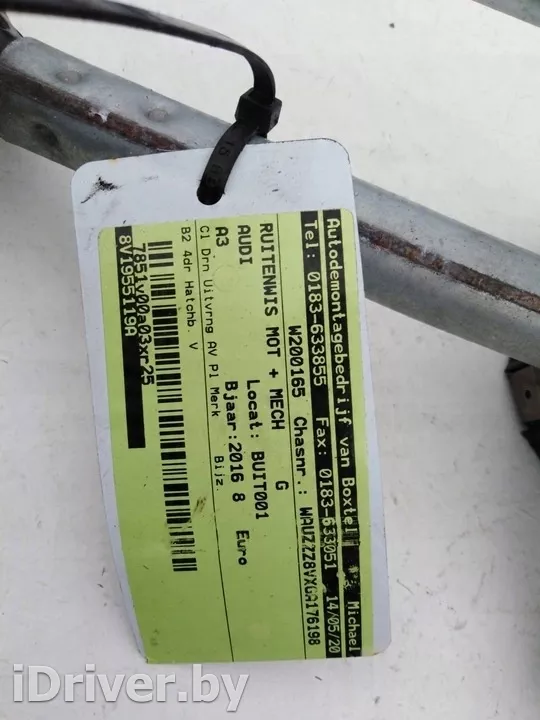 Autodemontagebedrijf van Boxtel Michael
Tel: 0183-633855 Fax: 0183-633051 14/05/20
W200165 Chasnr.: WAUZZZ8VXGA176198
RUITENWIS MOT + MECH G
AUDI Locat: BUIT001
A3 Bjaar:2016 8 Euro
Cl Drn Uitvrng AV Pl Merk Bijz.
B2 4dr Hatchb. V
7851v00a03xr25
8V1955119A
iDriver.by